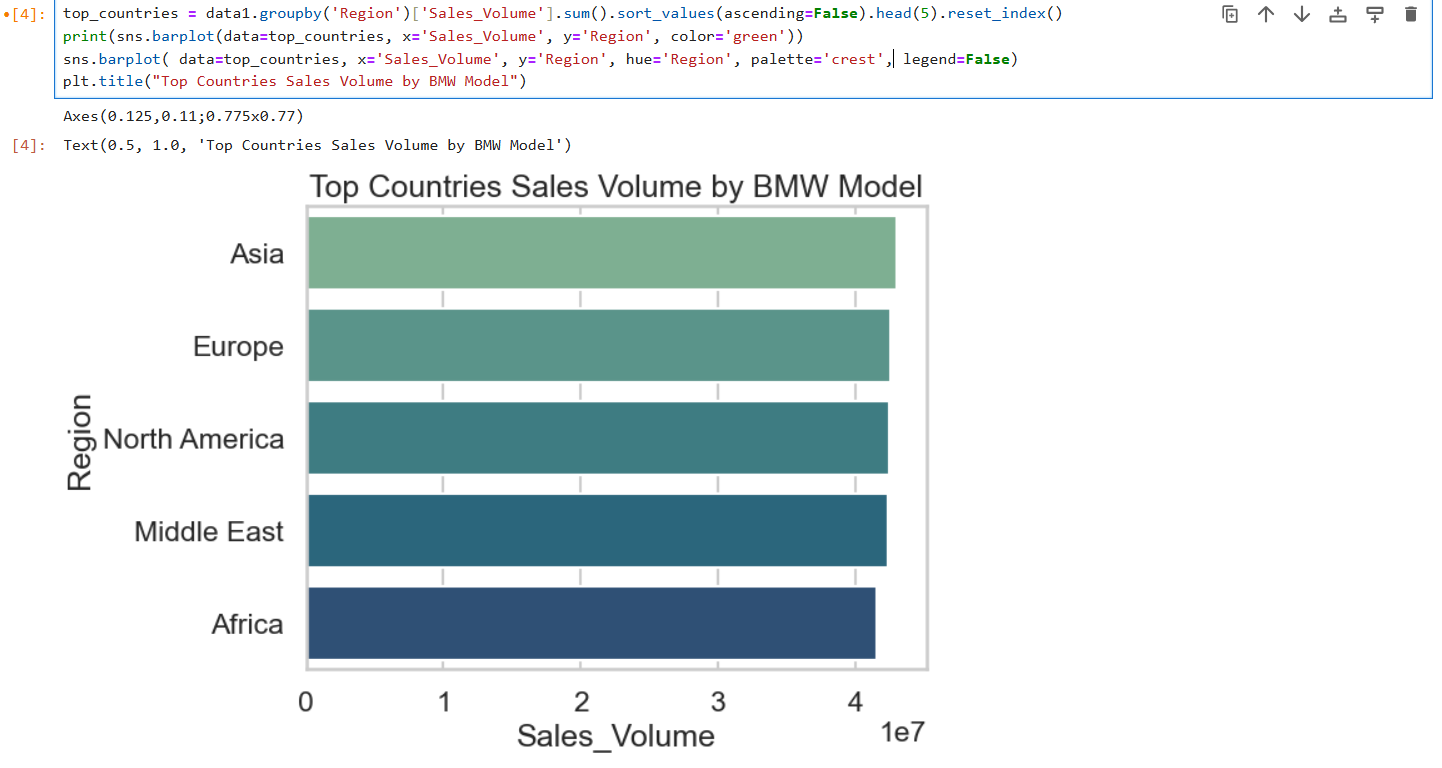 •[4]: top_countries = data1.groupby('Region')['Sales_Volume'].sum().sort_values(ascending=False).head(5).reset_index()
print(sns.barplot(data=top_countries, x='Sales_Volume', y='Region', color='green'))
sns.barplot( data=top_countries, x='Sales_Volume', y='Region', hue='Region', palette='crest', legend=False)
plt.title("Top Countries Sales Volume by BMW Model")
Axes(0.125,0.11;0.775x0.77)
[4]: Text(0.5, 1.0, 'Top Countries Sales Volume by BMW Model')
Top Countries Sales Volume by BMW Model
Asia
Europe
North America
Middle East
Africa
Region
0 1 2 3 4
1e7
Sales_Volume